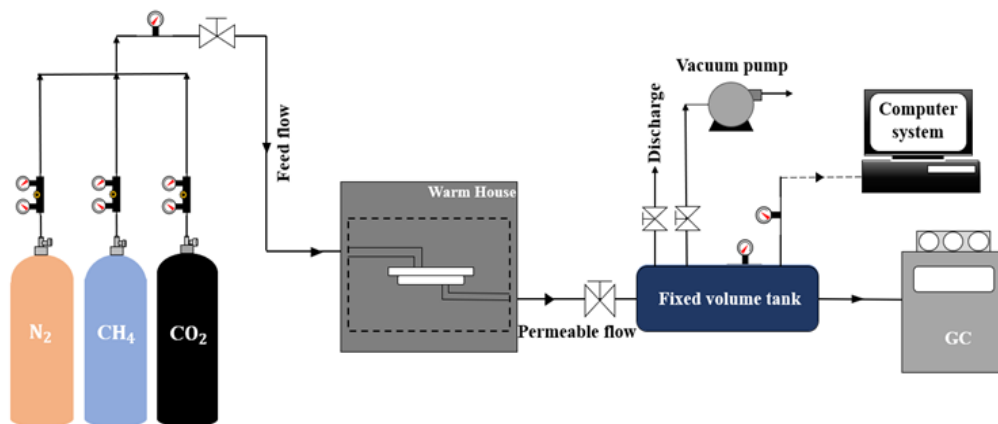 Vacuum pump
Discharge
Computer
system
Feed flow
Warm House
Fixed volume tank
Permeable flow
N₂
CH₄
CO₂
GC